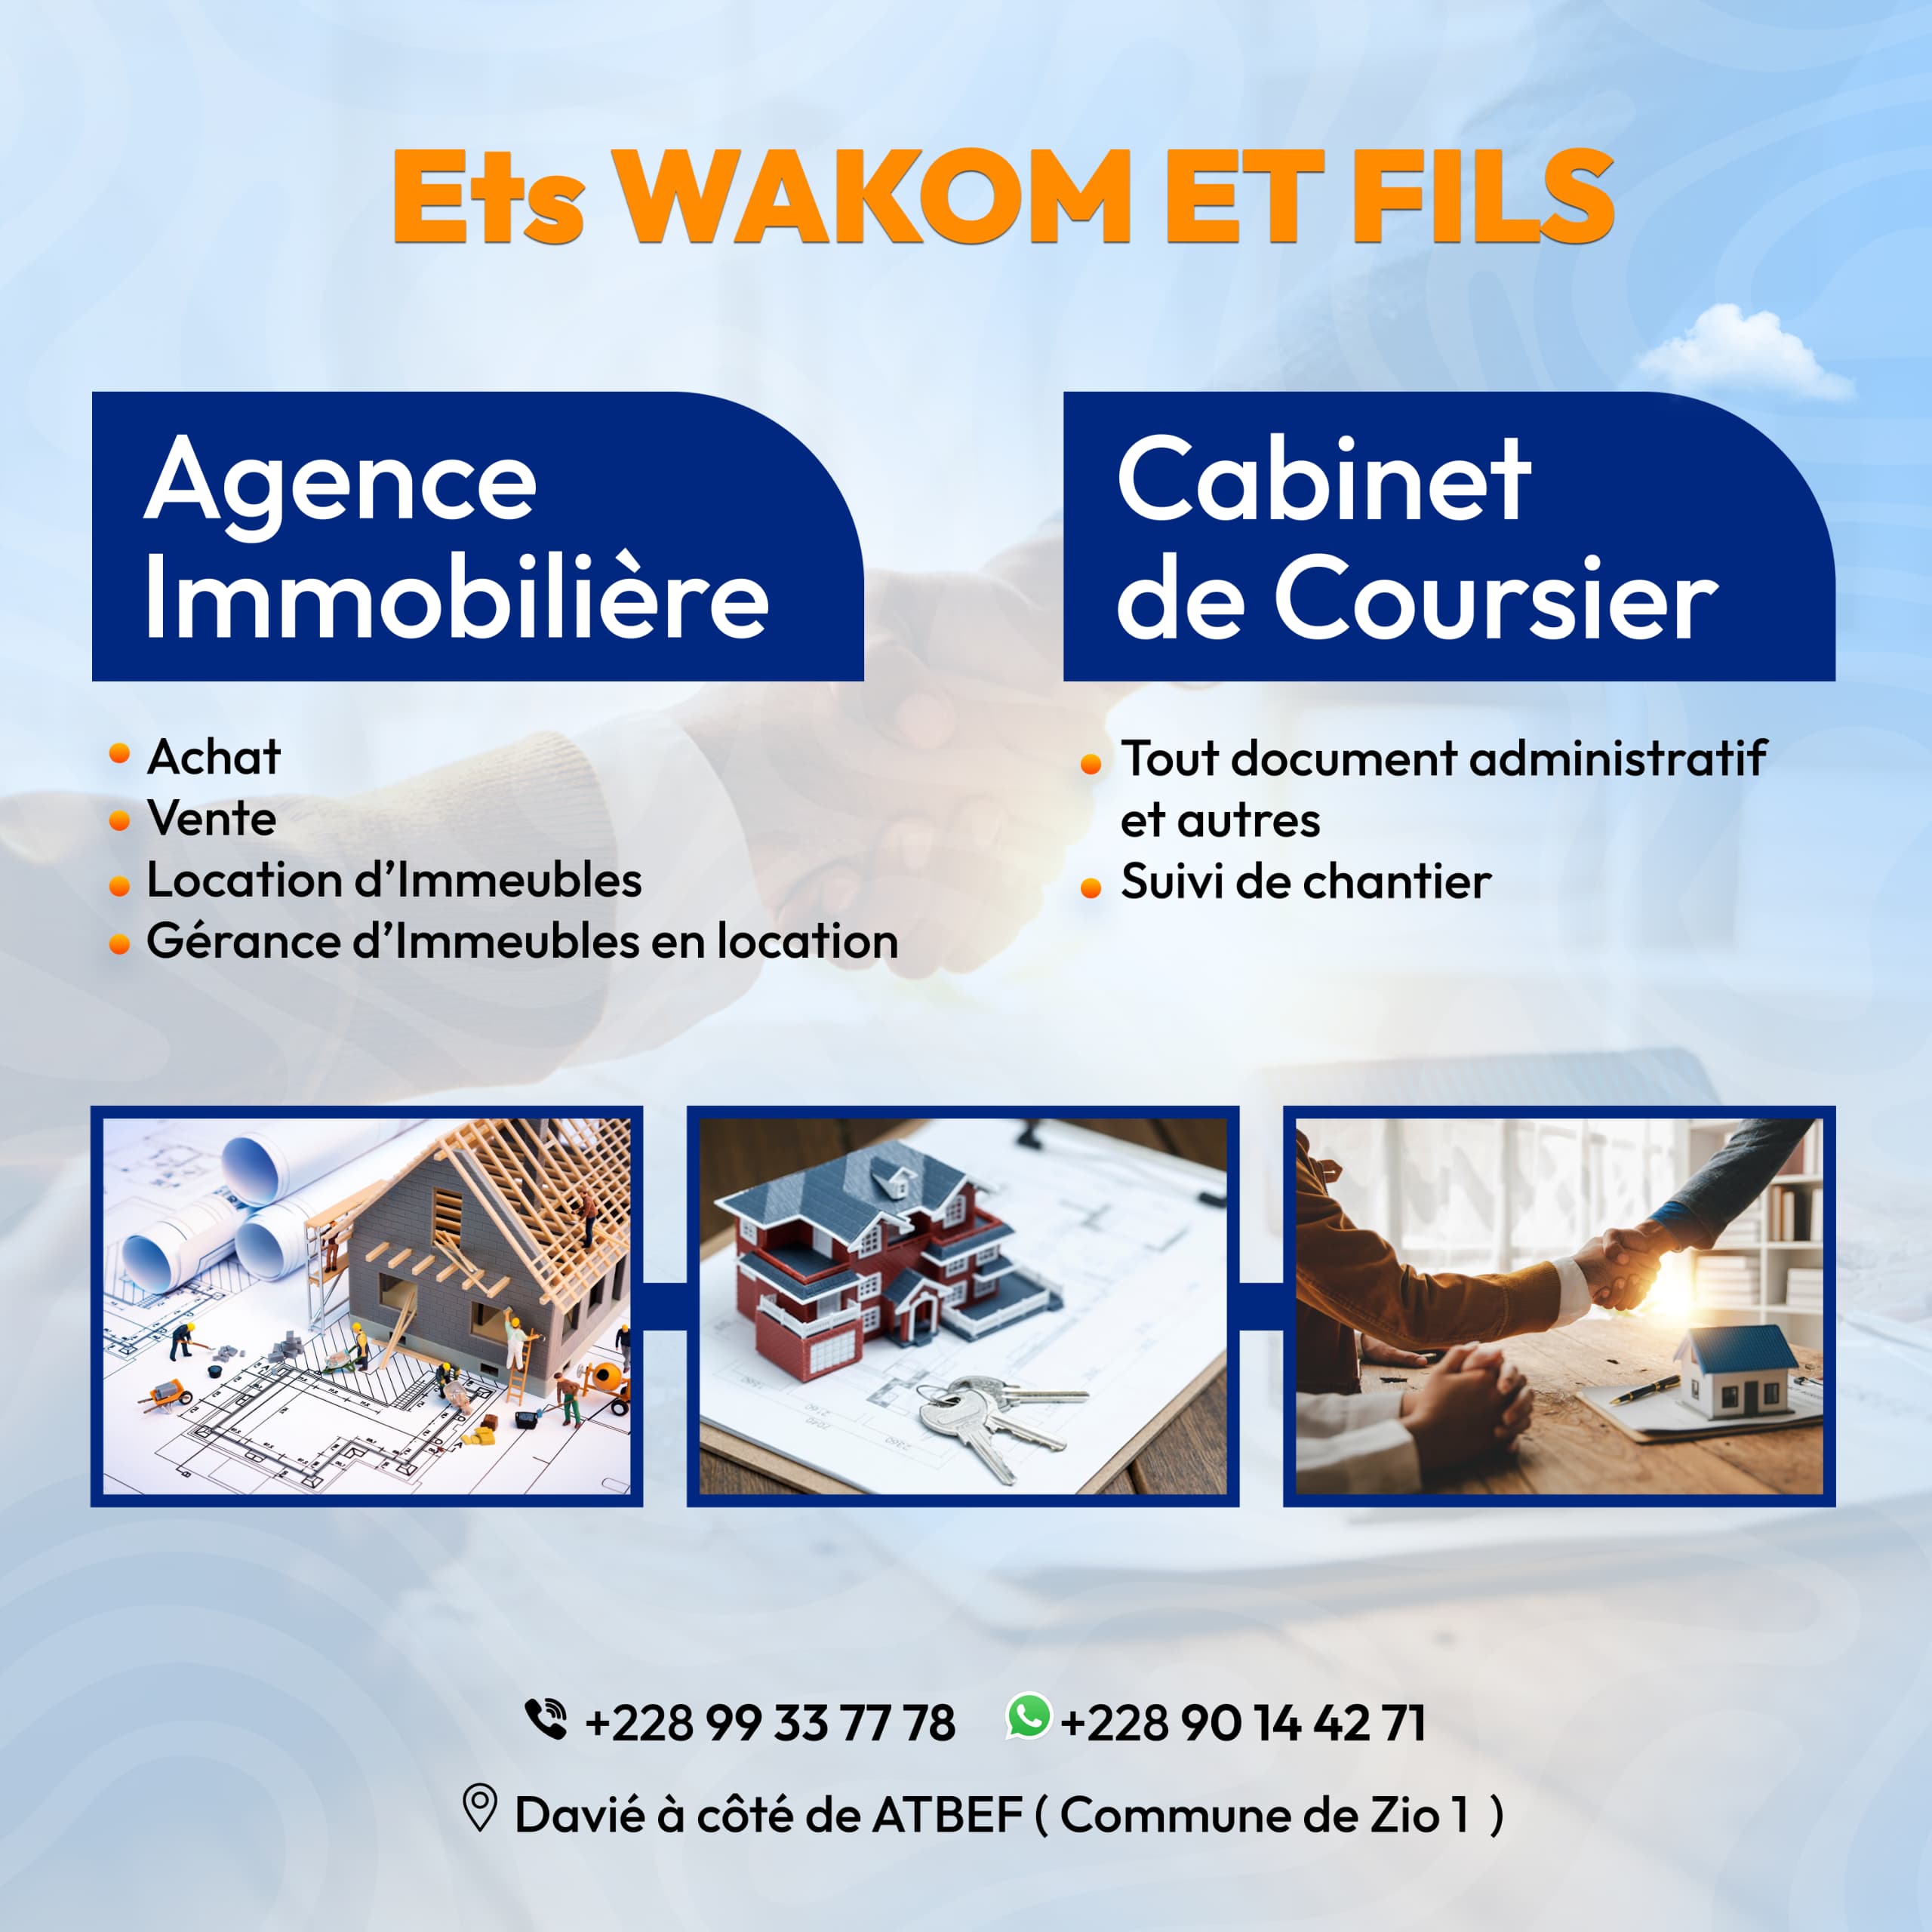 Ets WAKOM ET FILS
Agence
Immobilière
Achat
Vente
Location d’Immeubles
Gérance d’Immeubles en location
Cabinet
de Coursier
Tout document administratif
et autres
Suivi de chantier
+228 99 33 77 78
+228 90 14 42 71
Davié à côté de ATBEF ( Commune de Zio 1 )